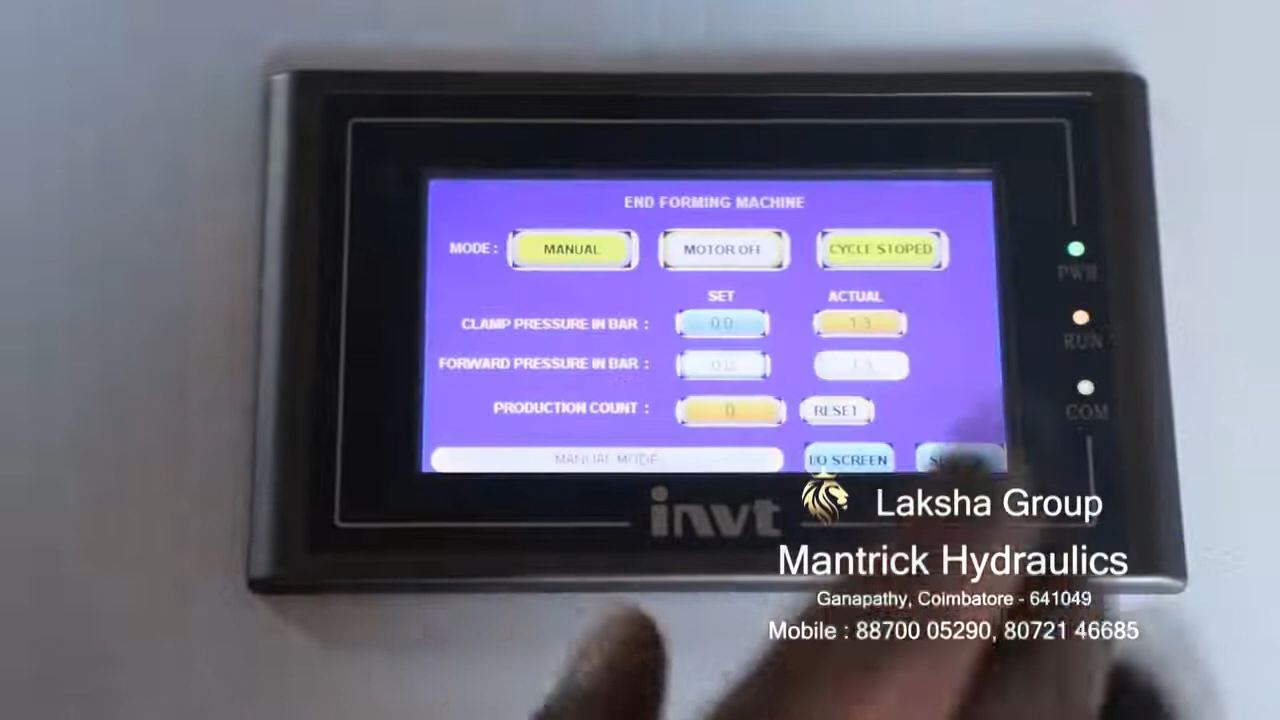 END FORMING MACHINE
MODE : MANUAL MOTOR OFF CYCLE STOPED
SET ACTUAL
CLAMP PRESSURE IN BAR : 0.0 1.3
FORWARD PRESSURE IN BAR : 0.0
PRODUCTION COUNT : 0 RESET
MANUAL MODE I/O SCREEN
PWR
RUN
COM
invt
Laksha Group
Mantrick Hydraulics
Ganapathy, Coimbatore - 641049
Mobile : 88700 05290, 80721 46685